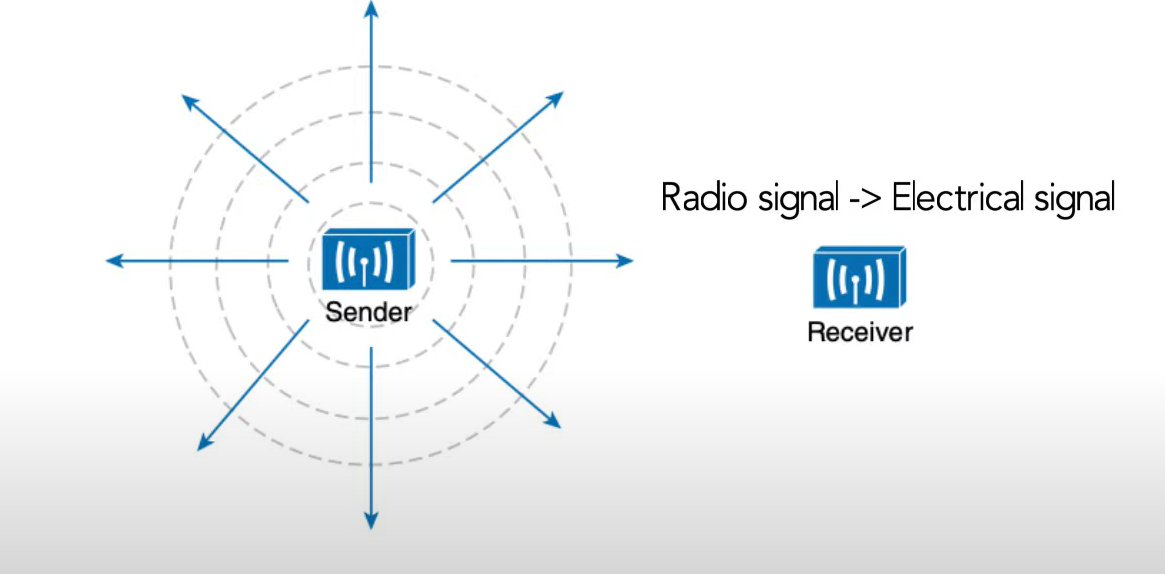 Radio signal -> Electrical signal
Sender
Receiver